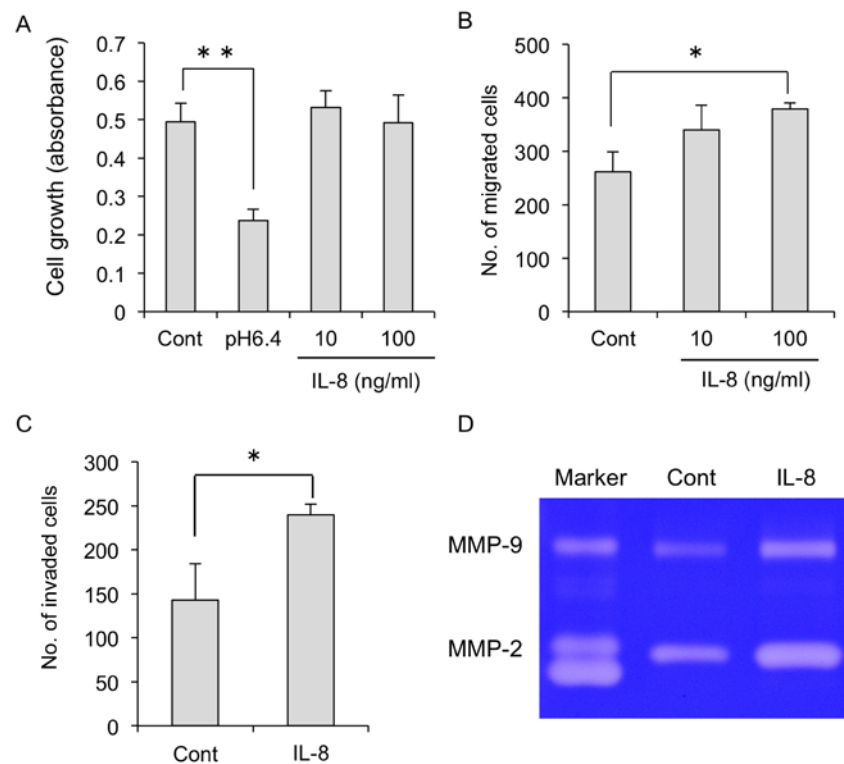 A
Cell growth (absorbance)
0.7
0.6
0.5
0.4
0.3
0.2
0.1
0
* *
Cont pH6.4 10 100
IL-8 (ng/ml)
B
No. of migrated cells
500
400
300
200
100
0
*
Cont 10 100
IL-8 (ng/ml)
C
No. of invaded cells
300
250
200
150
100
50
0
*
Cont IL-8
D
Marker Cont IL-8
MMP-9
MMP-2